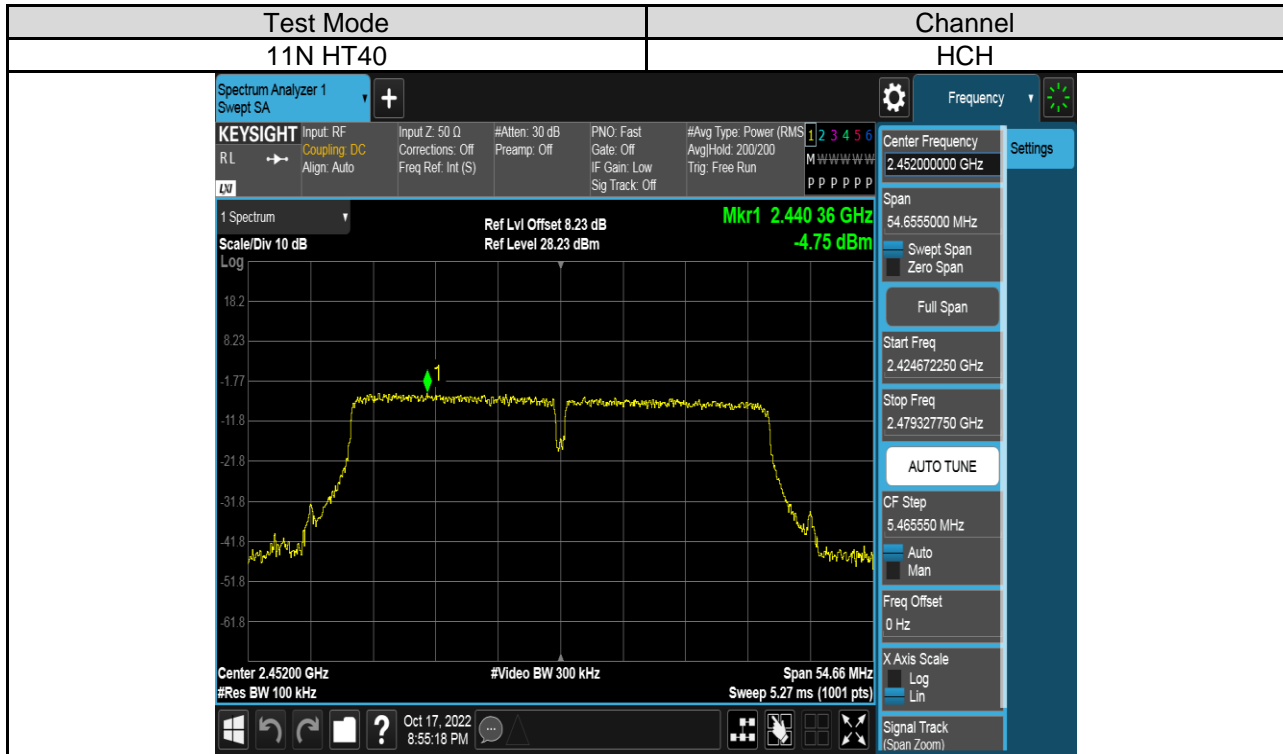 Test Mode Channel
11N HT40 HCH
Spectrum Analyzer 1
Swept SA
+
Frequency
KEYSIGHT
RL
LXI
Input: RF
Coupling: DC
Align: Auto
Input Z: 50 Ω
Corrections: Off
Freq Ref: Int (S)
#Atten: 30 dB
Preamp: Off
PNO: Fast
Gate: Off
IF Gain: Low
Sig Track: Off
#Avg Type: Power (RMS
Avg|Hold: 200/200
Trig: Free Run
1 2 3 4 5 6
M W W W W W
P P P P P P
1 Spectrum
Scale/Div 10 dB
Log
Ref Lvl Offset 8.23 dB
Ref Level 28.23 dBm
Mkr1 2.440 36 GHz
-4.75 dBm
18.2
8.23
-1.77
1
-11.8
-21.8
-31.8
-41.8
-51.8
-61.8
Center 2.45200 GHz #Video BW 300 kHz Span 54.66 MHz
#Res BW 100 kHz Sweep 5.27 ms (1001 pts)
Center Frequency
2.452000000 GHz
Settings
Span
54.6555000 MHz
Swept Span
Zero Span
Full Span
Start Freq
2.424672250 GHz
Stop Freq
2.479327750 GHz
AUTO TUNE
CF Step
5.465550 MHz
Auto
Man
Freq Offset
0 Hz
X Axis Scale
Log
Lin
Signal Track
(Span Zoom)
?
Oct 17, 2022
8:55:18 PM